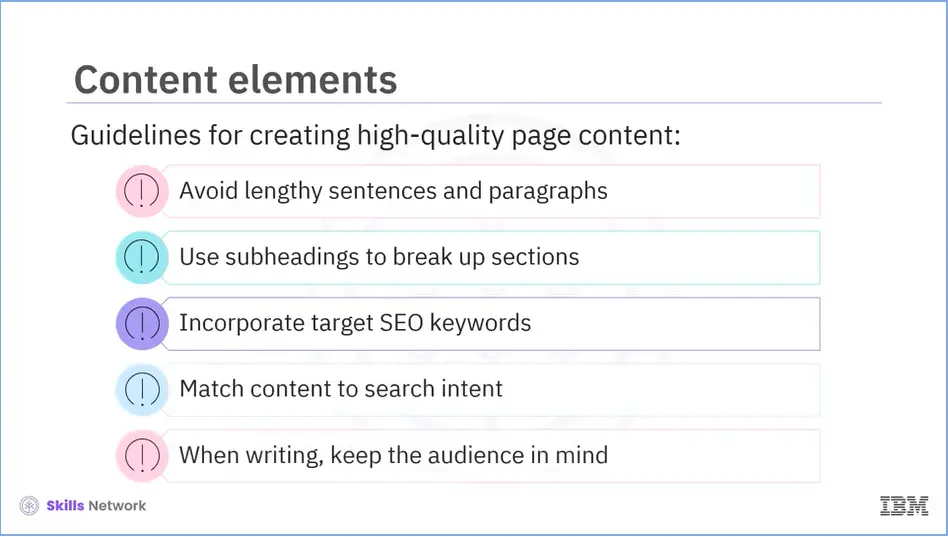 Content elements
Guidelines for creating high-quality page content:
Avoid lengthy sentences and paragraphs
Use subheadings to break up sections
Incorporate target SEO keywords
Match content to search intent
When writing, keep the audience in mind
Skills Network
IBM